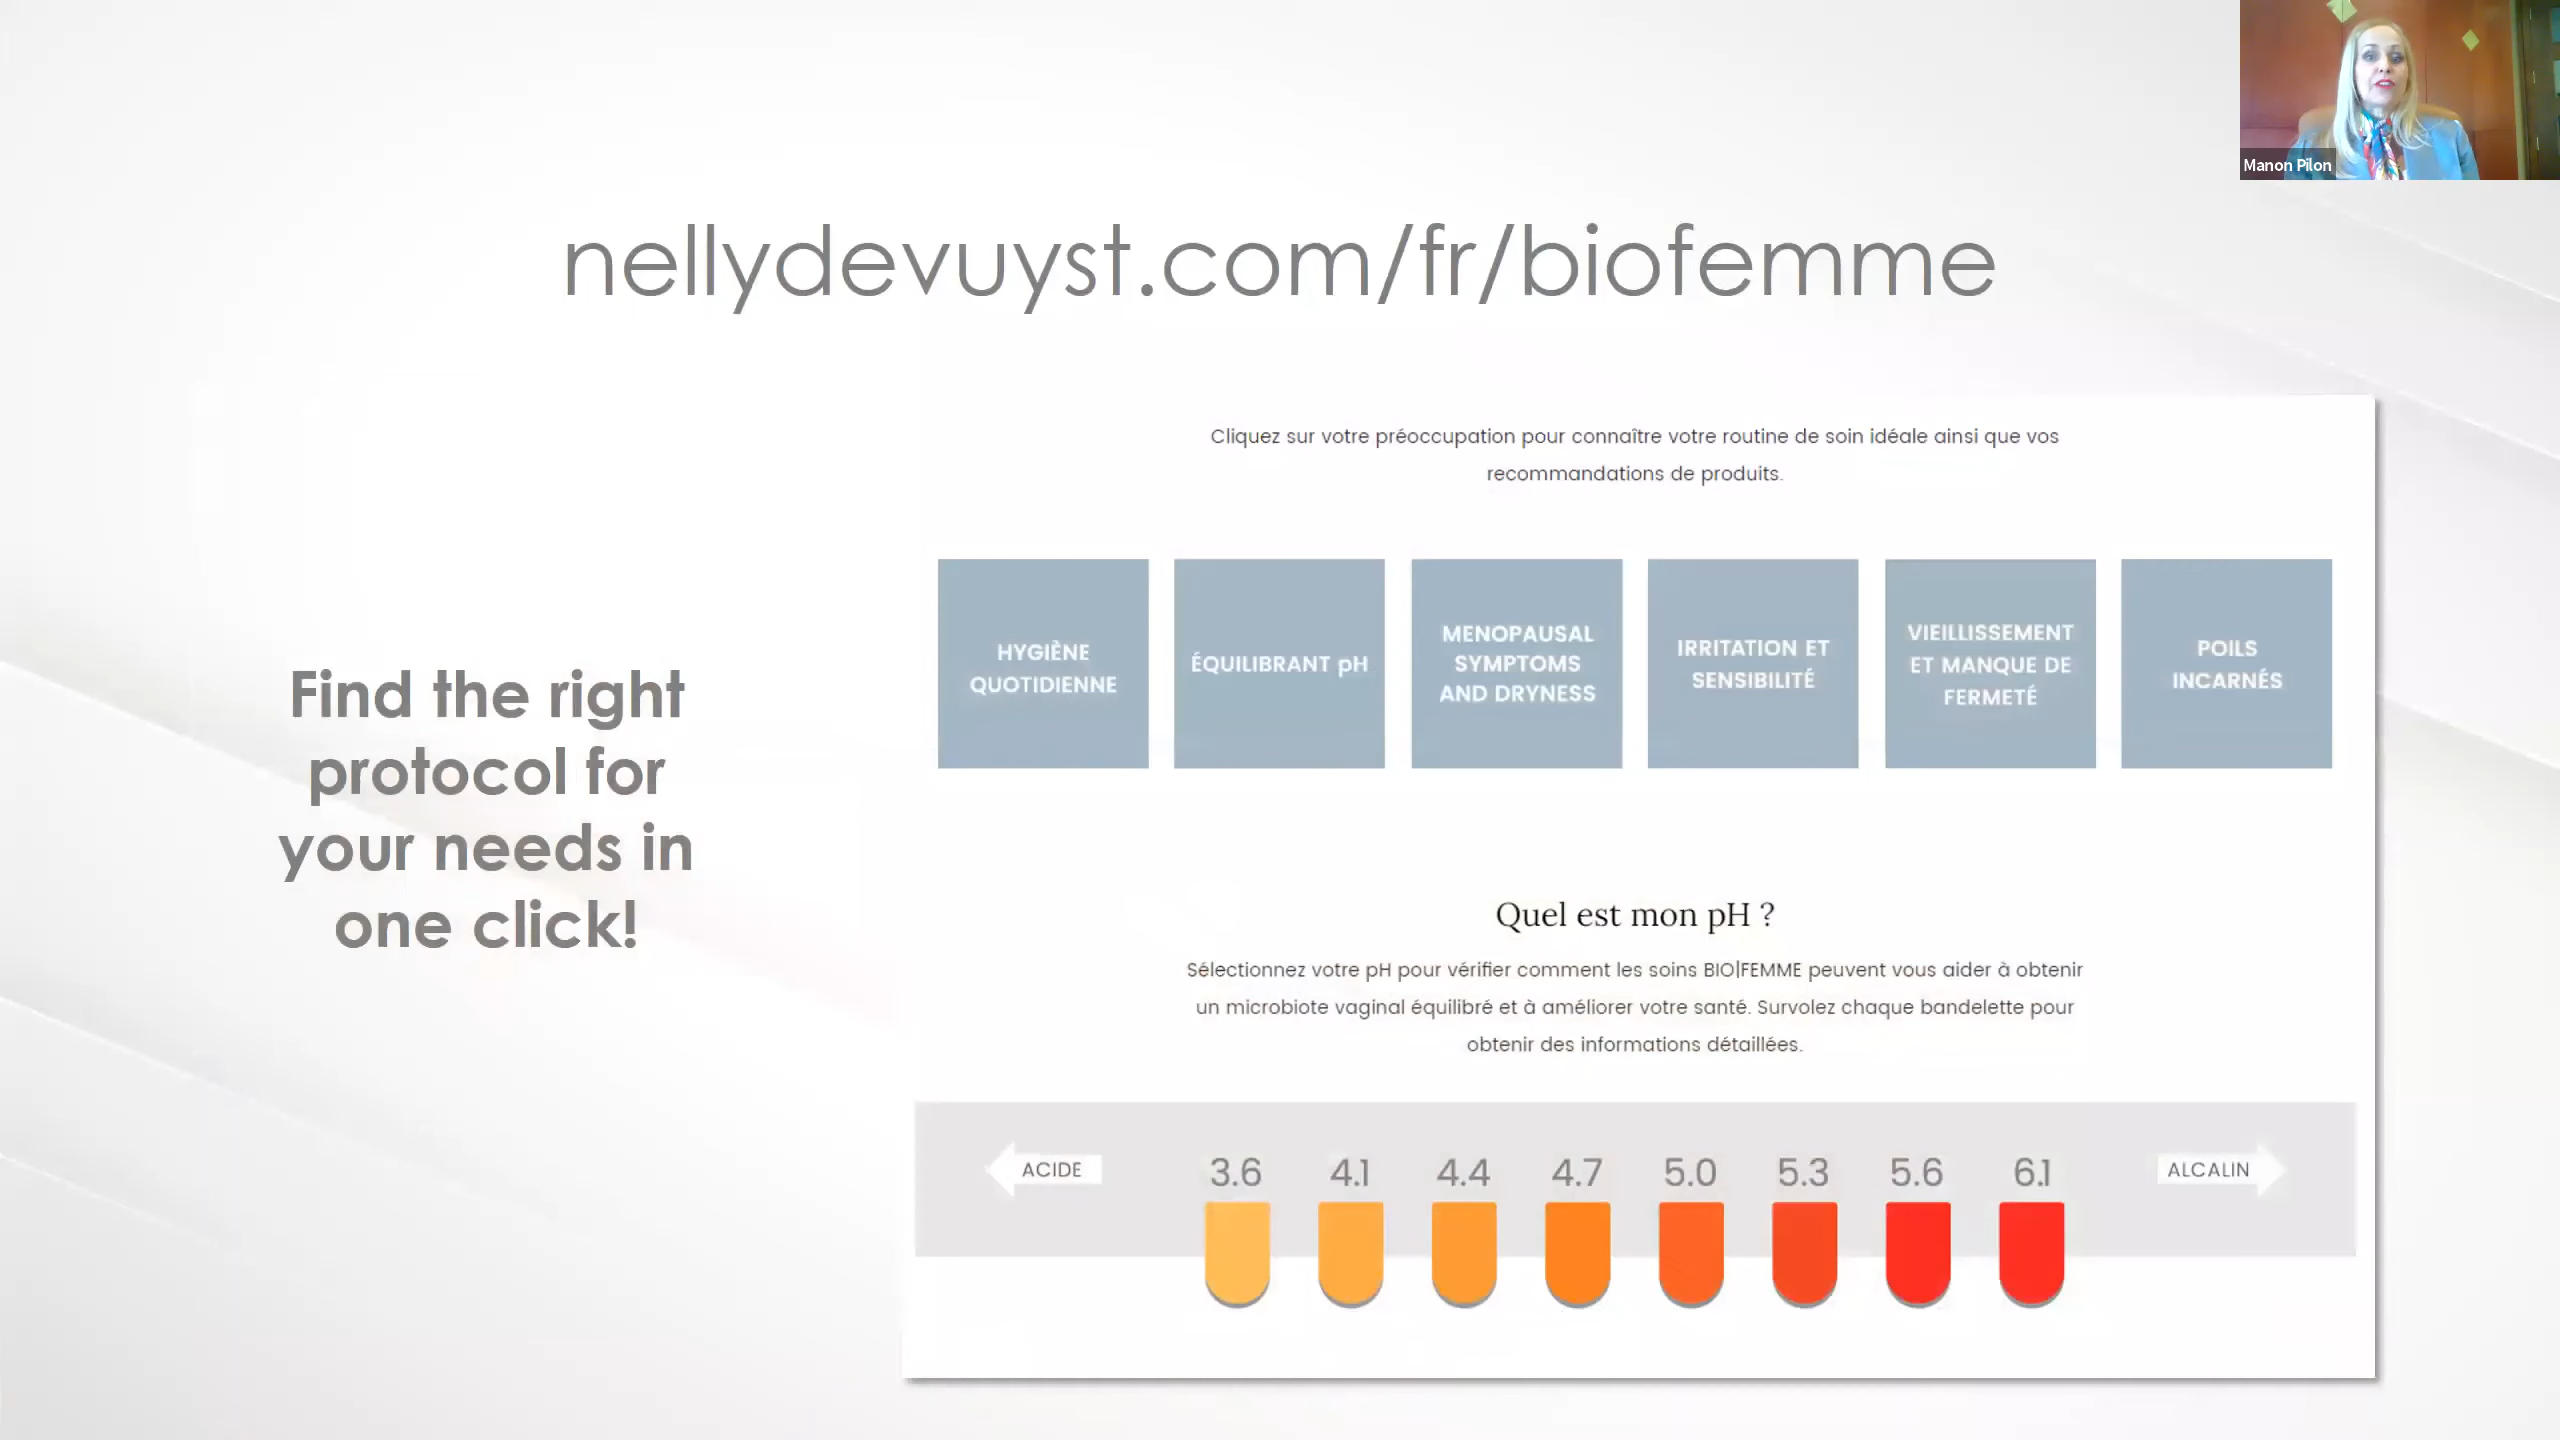 Manon Pilon
nellydevuyst.com/fr/biofemme
Find the right
protocol for
your needs in
one click!
Cliquez sur votre préoccupation pour connaître votre routine de soin idéale ainsi que vos
recommandations de produits.
HYGIÈNE
QUOTIDIENNE
ÉQUILIBRANT pH
MENOPAUSAL
SYMPTOMS
AND DRYNESS
IRRITATION ET
SENSIBILITÉ
VIEILLISSEMENT
ET MANQUE DE
FERMETÉ
POILS
INCARNÉS
Quel est mon pH ?
Sélectionnez votre pH pour vérifier comment les soins BIO|FEMME peuvent vous aider à obtenir
un microbiote vaginal équilibré et à améliorer votre santé. Survolez chaque bandelette pour
obtenir des informations détaillées.
ACIDE 3.6 4.1 4.4 4.7 5.0 5.3 5.6 6.1 ALCALIN